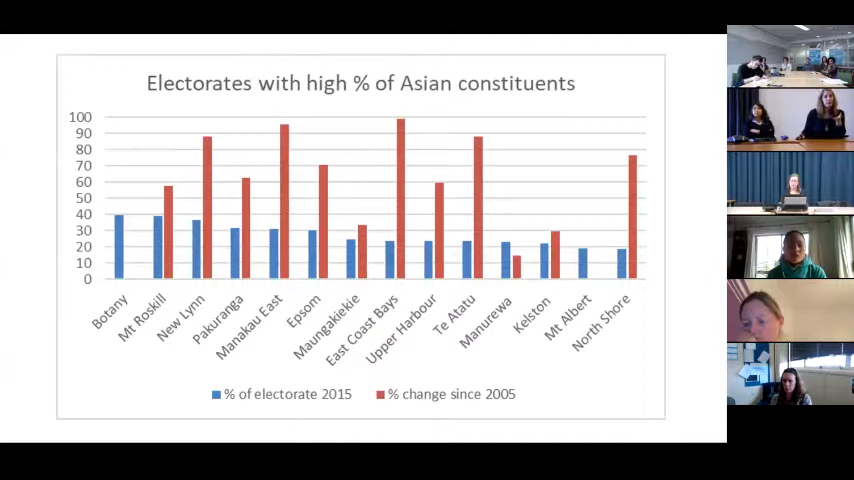 Electorates with high % of Asian constituents
100
90
80
70
60
50
40
30
20
10
0
Botany
Mt Roskill
New Lynn
Pakuranga
Manakau East
Epsom
Maungakiekie
East Coast Bays
Upper Harbour
Te Atatu
Manurewa
Kelston
Mt Albert
North Shore
% of electorate 2015
% change since 2005